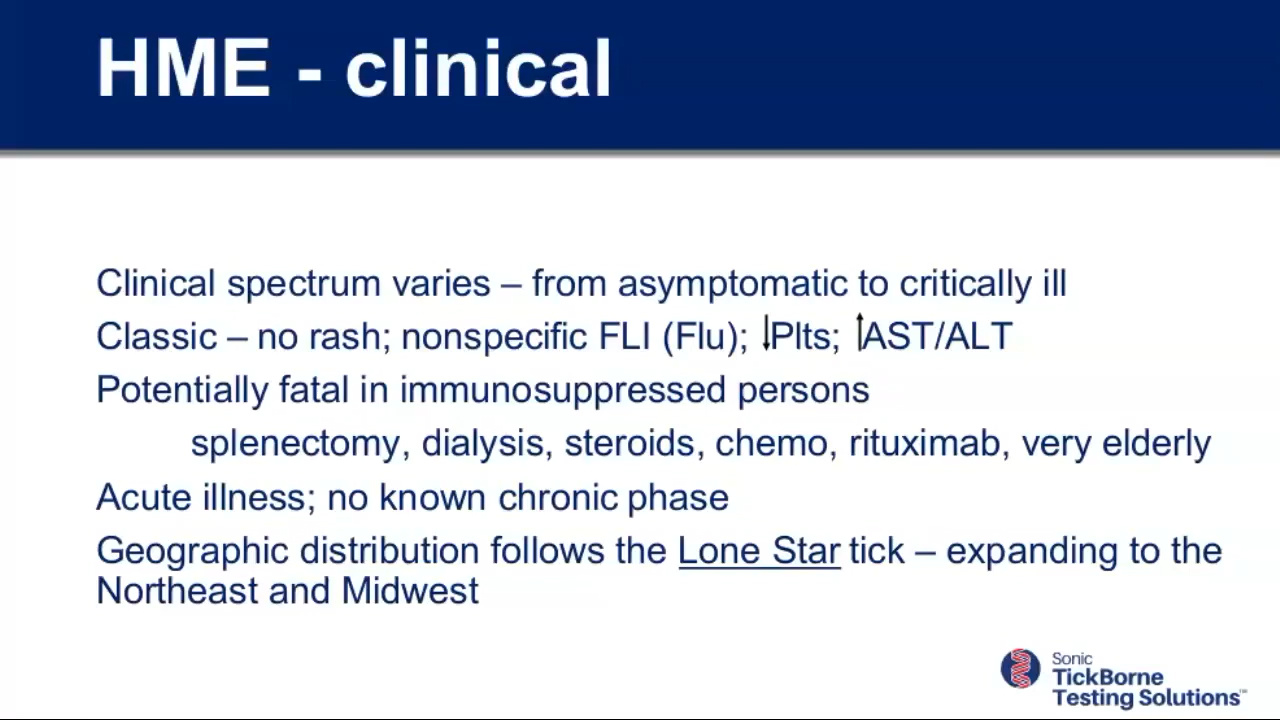 HME - clinical
Clinical spectrum varies – from asymptomatic to critically ill
Classic – no rash; nonspecific FLI (Flu); ↓Plts; ↑AST/ALT
Potentially fatal in immunosuppressed persons
splenectomy, dialysis, steroids, chemo, rituximab, very elderly
Acute illness; no known chronic phase
Geographic distribution follows the Lone Star tick – expanding to the
Northeast and Midwest
Sonic
TickBorne
Testing Solutions™